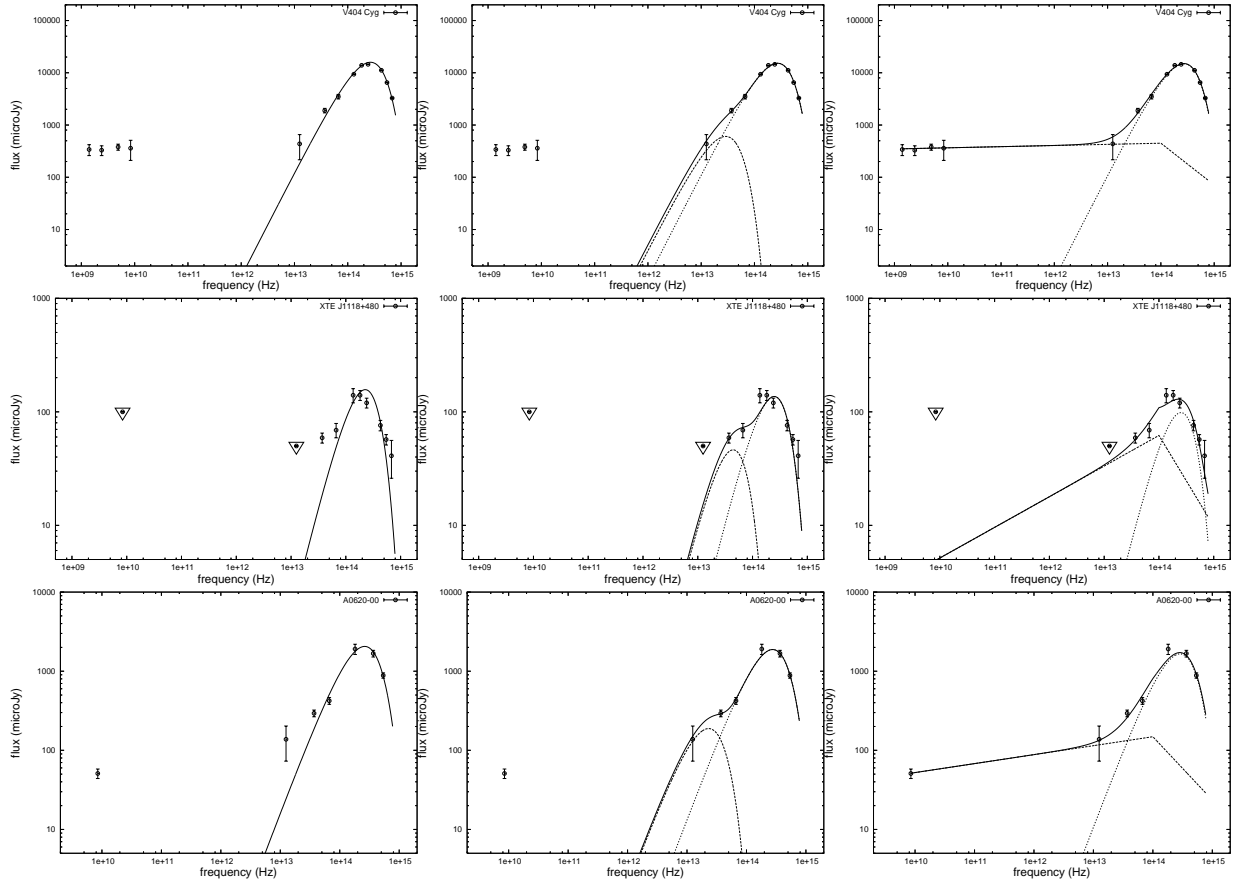 V404 Cyg
100000
10000
1000
100
10
flux (microJy)
1e+09 1e+10 1e+11 1e+12 1e+13 1e+14 1e+15
frequency (Hz)
V404 Cyg
100000
10000
1000
100
10
flux (microJy)
1e+09 1e+10 1e+11 1e+12 1e+13 1e+14 1e+15
frequency (Hz)
V404 Cyg
100000
10000
1000
100
10
flux (microJy)
1e+09 1e+10 1e+11 1e+12 1e+13 1e+14 1e+15
frequency (Hz)
XTE J1118+480
1000
100
10
flux (microJy)
1e+09 1e+10 1e+11 1e+12 1e+13 1e+14 1e+15
frequency (Hz)
XTE J1118+480
1000
100
10
flux (microJy)
1e+09 1e+10 1e+11 1e+12 1e+13 1e+14 1e+15
frequency (Hz)
XTE J1118+480
1000
100
10
flux (microJy)
1e+09 1e+10 1e+11 1e+12 1e+13 1e+14 1e+15
frequency (Hz)
A0620-00
10000
1000
100
10
flux (microJy)
1e+10 1e+11 1e+12 1e+13 1e+14 1e+15
frequency (Hz)
A0620-00
10000
1000
100
10
flux (microJy)
1e+10 1e+11 1e+12 1e+13 1e+14 1e+15
frequency (Hz)
A0620-00
10000
1000
100
10
flux (microJy)
1e+10 1e+11 1e+12 1e+13 1e+14 1e+15
frequency (Hz)